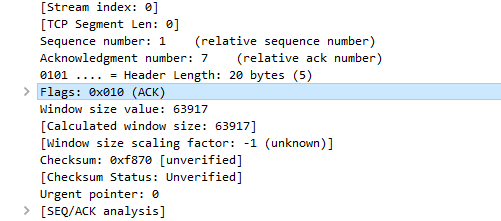 [Stream index: 0]
[TCP Segment Len: 0]
Sequence number: 1    (relative sequence number)
Acknowledgment number: 7    (relative ack number)
0101 .... = Header Length: 20 bytes (5)
Flags: 0x010 (ACK)
Window size value: 63917
[Calculated window size: 63917]
[Window size scaling factor: -1 (unknown)]
Checksum: 0xf870 [unverified]
[Checksum Status: Unverified]
Urgent pointer: 0
[SEQ/ACK analysis]